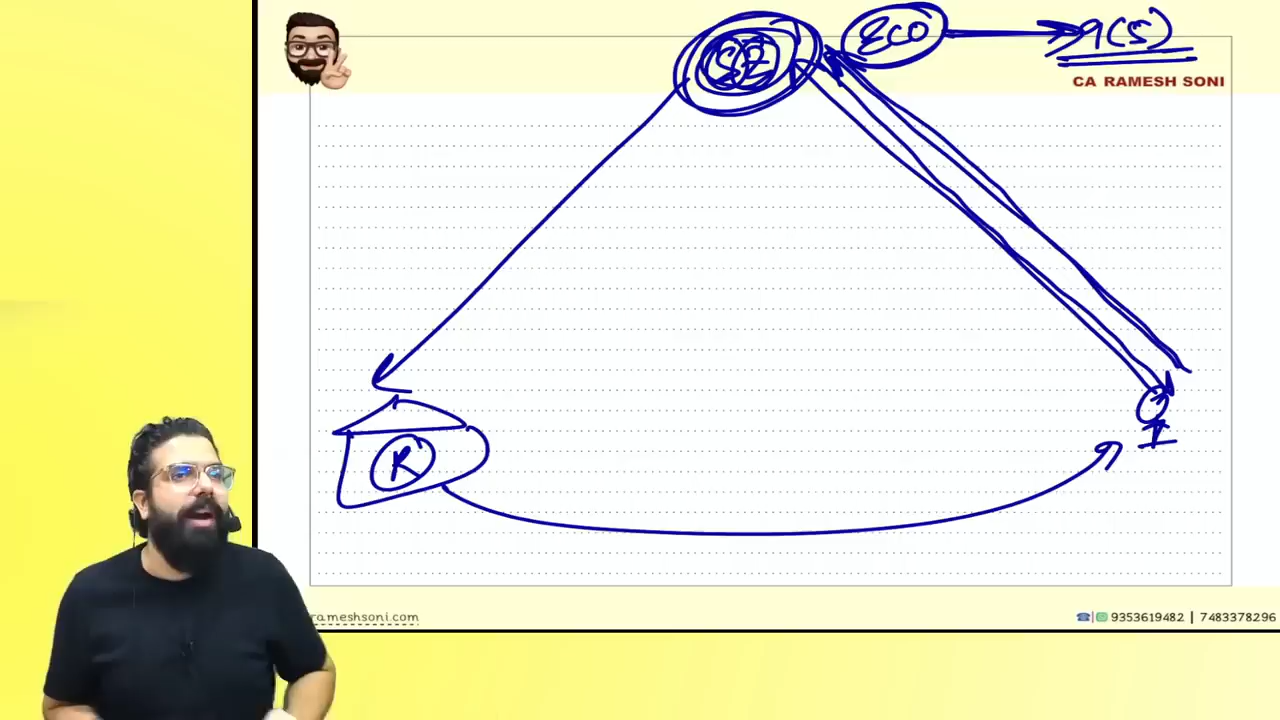 ECO → 9(5)
CA RAMESH SONI
R
rameshsoni.com
9353619482 | 7483378296